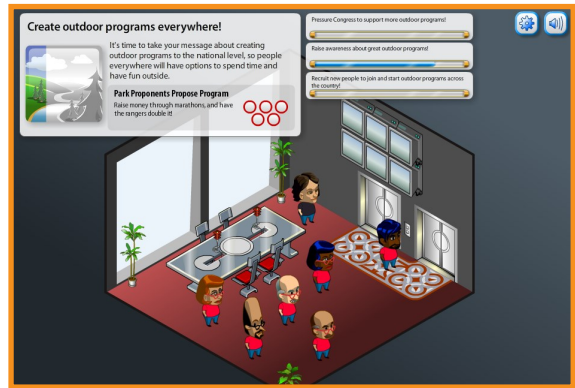 Create outdoor programs everywhere!
It's time to take your message about creating
outdoor programs to the national level, so people
everywhere will have options to spend time and
have fun outside.
Park Proponents Propose Program
Raise money through marathons, and have
the rangers double it!
Pressure Congress to support more outdoor programs!
Raise awareness about great outdoor programs!
Recruit new people to join and start outdoor programs across
the country!